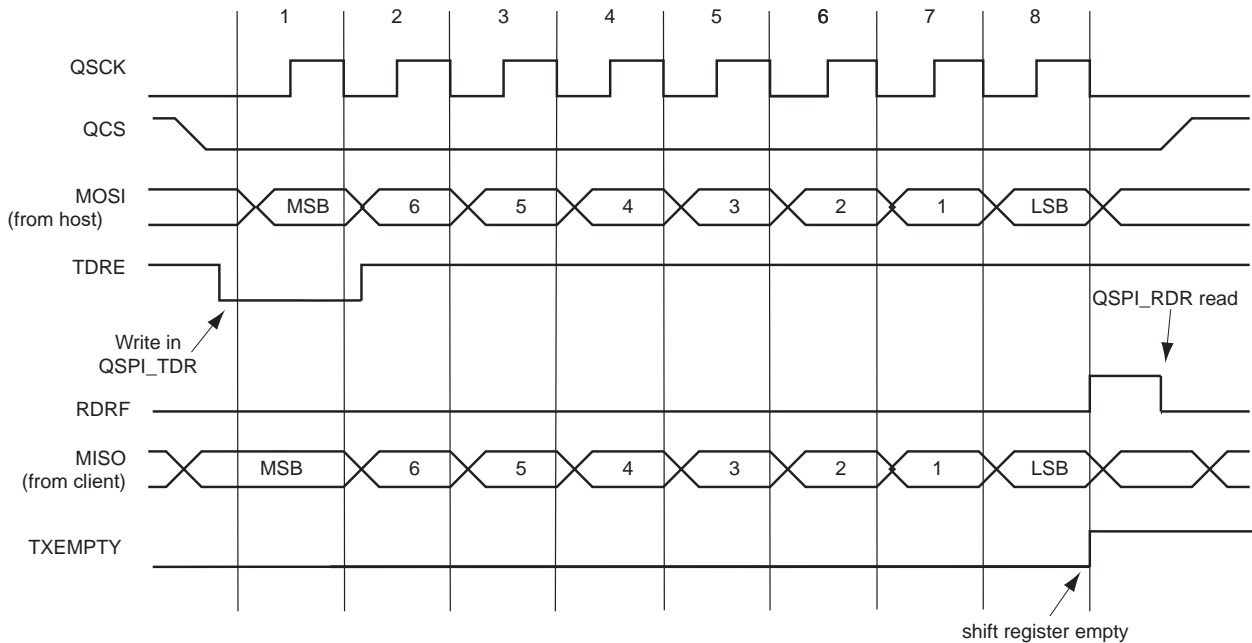 1 2 3 4 5 6 7 8
QSCK
QCS
MOSI
(from host)
MSB 6 5 4 3 2 1 LSB
TDRE
Write in
QSPI_TDR
QSPI_RDR read
RDRF
MISO
(from client)
MSB 6 5 4 3 2 1 LSB
TXEMPTY
shift register empty